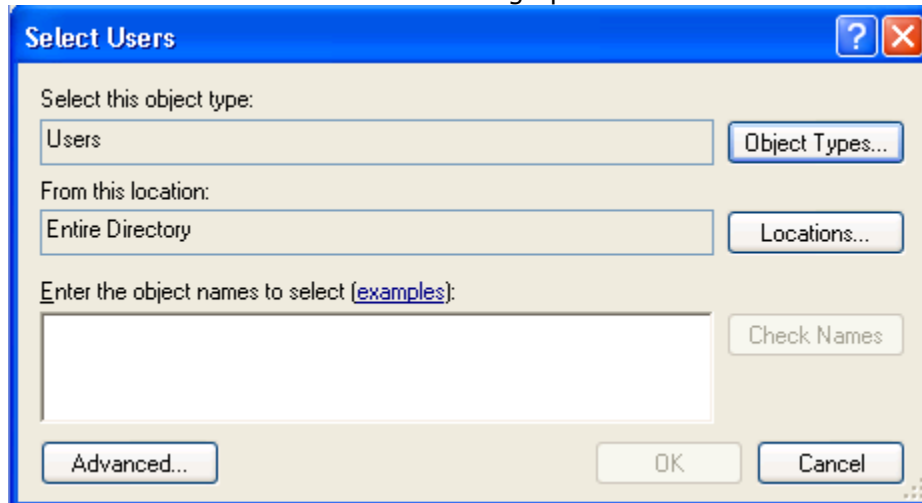 Select Users
Select this object type:
Users
Object Types...
From this location:
Entire Directory
Locations...
Enter the object names to select (examples):
Check Names
Advanced...
OK
Cancel